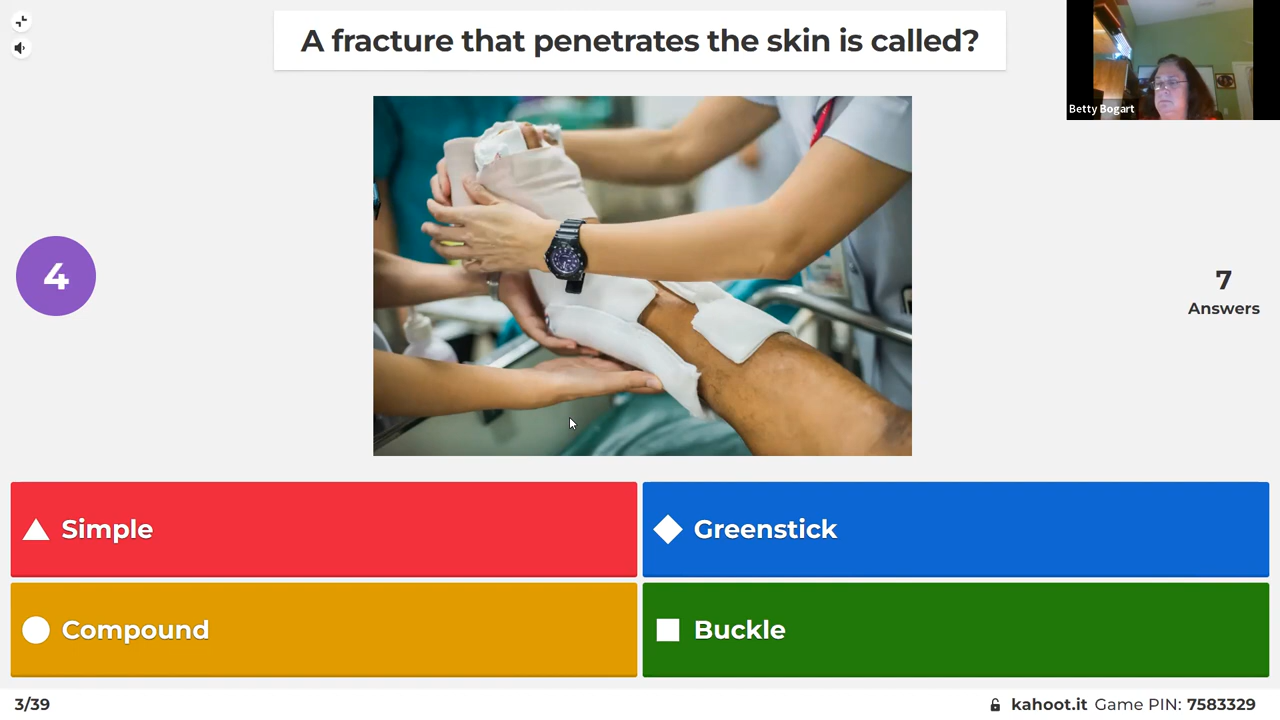 A fracture that penetrates the skin is called?
Betty Bogart
4
7
Answers
Simple
Greenstick
Compound
Buckle
3/39
kahoot.it Game PIN: 7583329